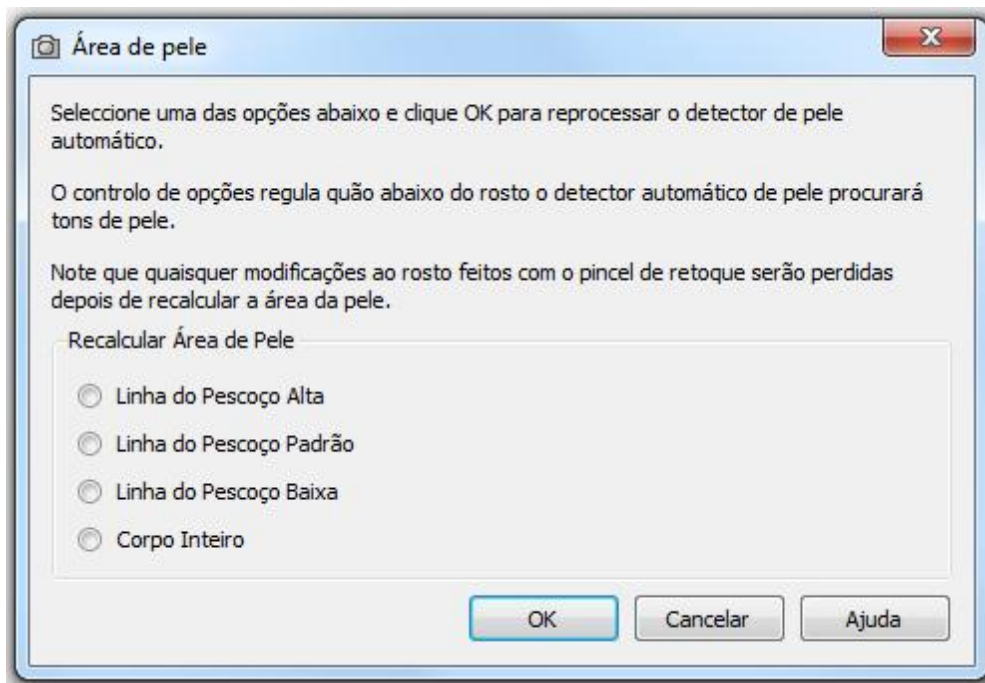 Área de pele
Seleccione uma das opções abaixo e clique OK para reprocessar o detector de pele
automático.
O controlo de opções regula quão abaixo do rosto o detector automático de pele procurará
tons de pele.
Note que quaisquer modificações ao rosto feitos com o pincel de retoque serão perdidas
depois de recalcular a área da pele.
Recalcular Área de Pele
Linha do Pescoço Alta
Linha do Pescoço Padrão
Linha do Pescoço Baixa
Corpo Inteiro
OK Cancelar Ajuda